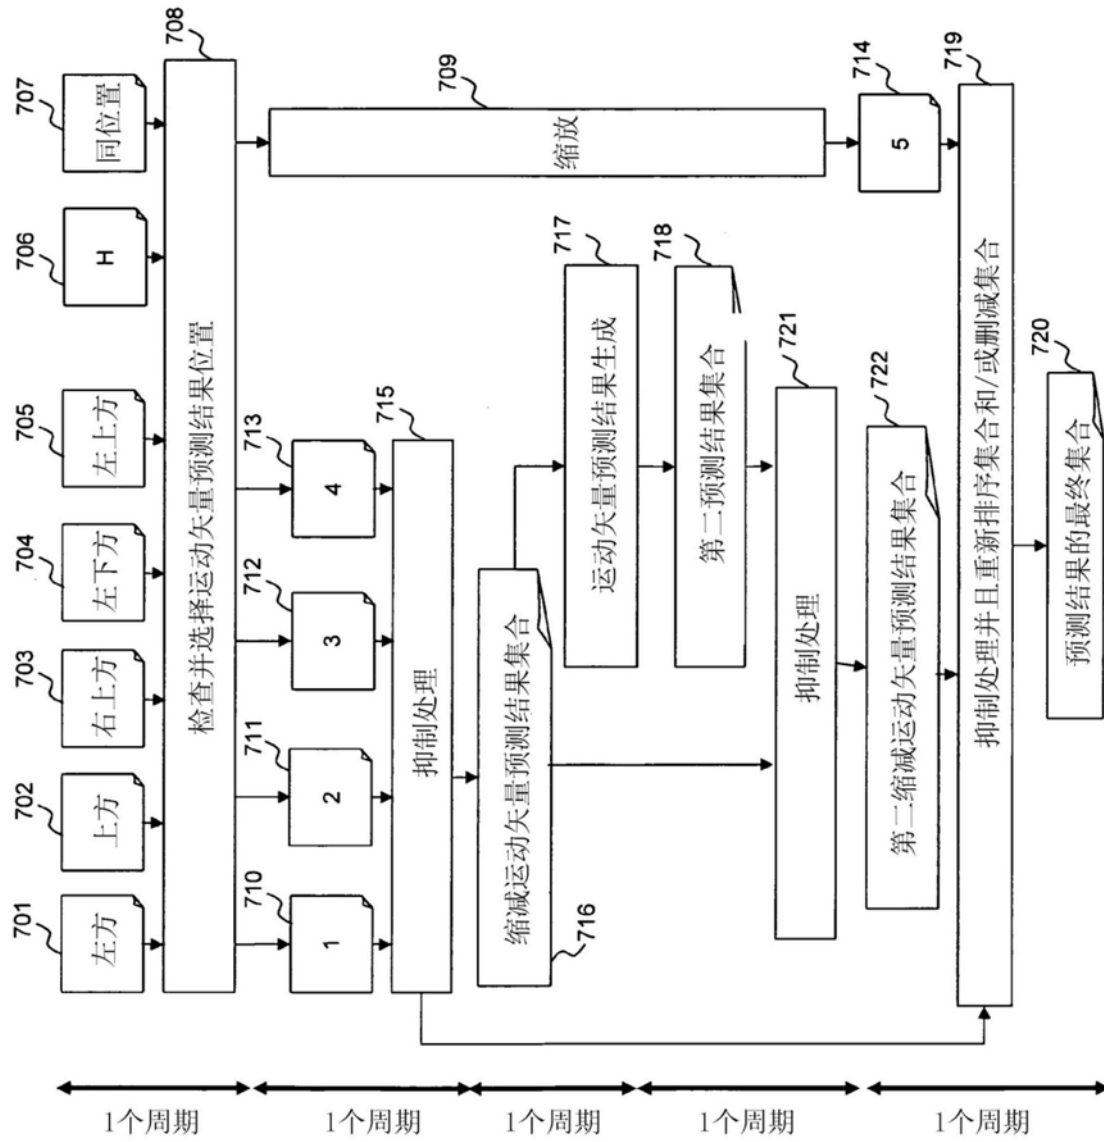 701
左方
702
上方
703
右上方
704
左下方
705
左上方
706
H
707
同位置
708
检查并选择运动矢量预测结果位置
1个周期
709
缩放
710
1
711
2
712
3
713
4
715
抑制处理
1个周期
缩减运动矢量预测结果集合
716
717
运动矢量预测结果生成
1个周期
718
第二预测结果集合
721
抑制处理
1个周期
714
5
722
第二缩减运动矢量预测结果集合
719
抑制处理并且重新排序集合和/或删减集合
720
预测结果的最终集合
1个周期